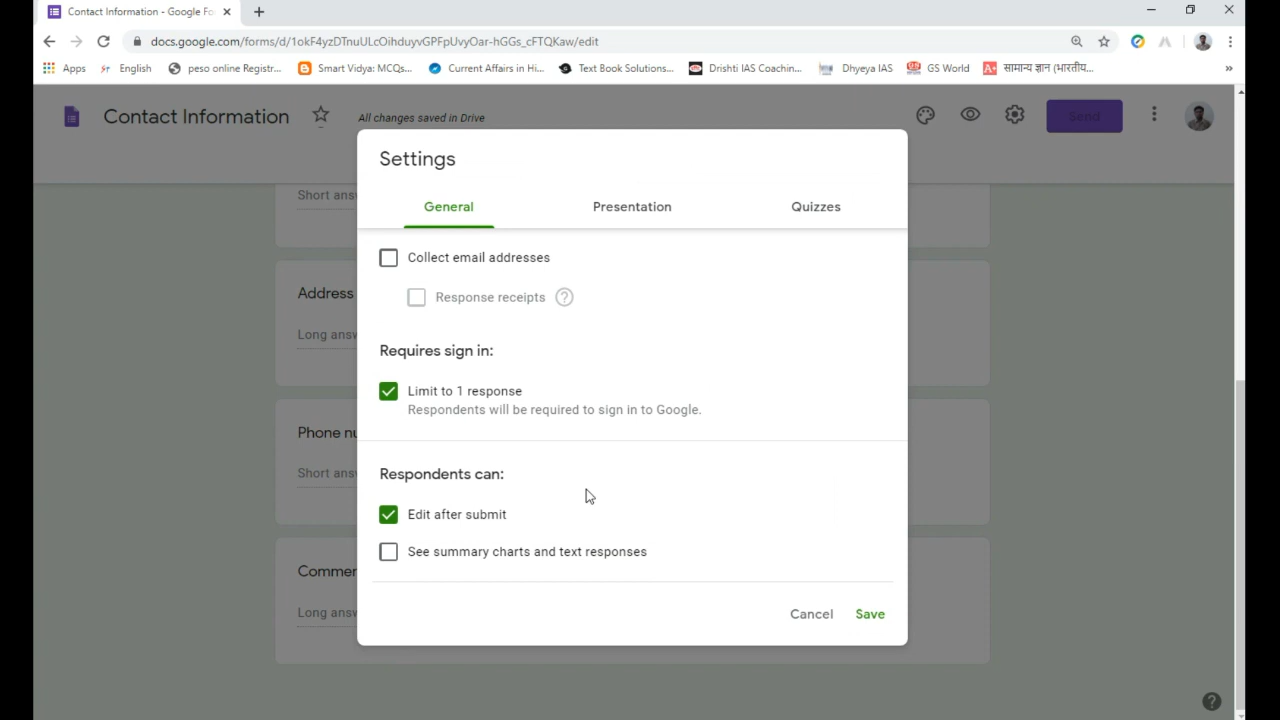 Contact Information - Google Fo
docs.google.com/forms/d/1okF4yzDTnuULcOihduyvGPFpUvyOar-hGGs_cFTQKaw/edit
Apps English peso online Registr... Smart Vidya: MCQs... Current Affairs in Hi... Text Book Solutions... Drishti IAS Coachin... Dhyeya IAS GS World सामान्य ज्ञान (भारतीय... »
Contact Information All changes saved in Drive Send
Settings
General Presentation Quizzes
Short ans
Collect email addresses
Address
Response receipts ?
Long answ
Requires sign in:
Limit to 1 response
Respondents will be required to sign in to Google.
Phone nu
Short ans
Respondents can:
Edit after submit
See summary charts and text responses
Commen
Long answ
Cancel Save
?